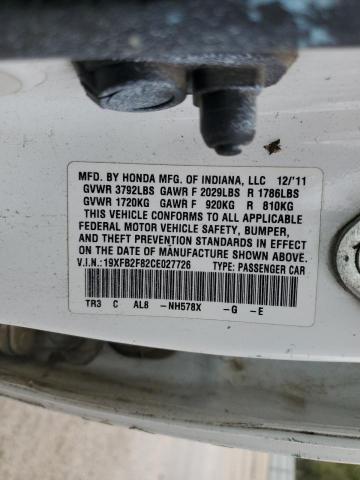 MFD. BY HONDA MFG. OF INDIANA, LLC 12/'11
GVWR 3792LBS GAWR F 2029LBS R 1786LBS
GVWR 1720KG GAWR F 920KG R 810KG
THIS VEHICLE CONFORMS TO ALL APPLICABLE
FEDERAL MOTOR VEHICLE SAFETY, BUMPER,
AND THEFT PREVENTION STANDARDS IN EFFECT
ON THE DATE OF MANUFACTURE SHOWN ABOVE.
V.I.N.:19XFB2F82CE027726 TYPE: PASSENGER CAR
TR3 C AL8 -NH578X -G -E